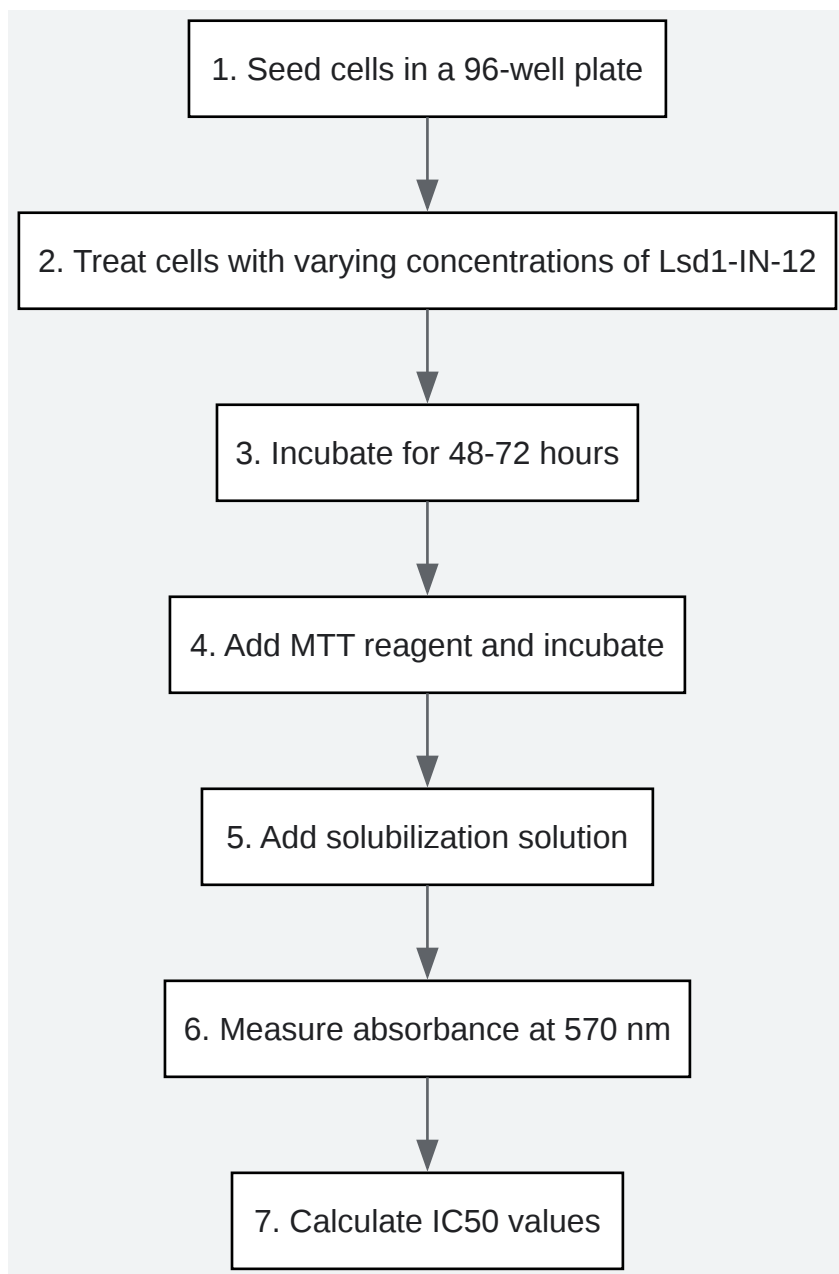 1. Seed cells in a 96-well plate
2. Treat cells with varying concentrations of Lsd1-IN-12
3. Incubate for 48-72 hours
4. Add MTT reagent and incubate
5. Add solubilization solution
6. Measure absorbance at 570 nm
7. Calculate IC50 values